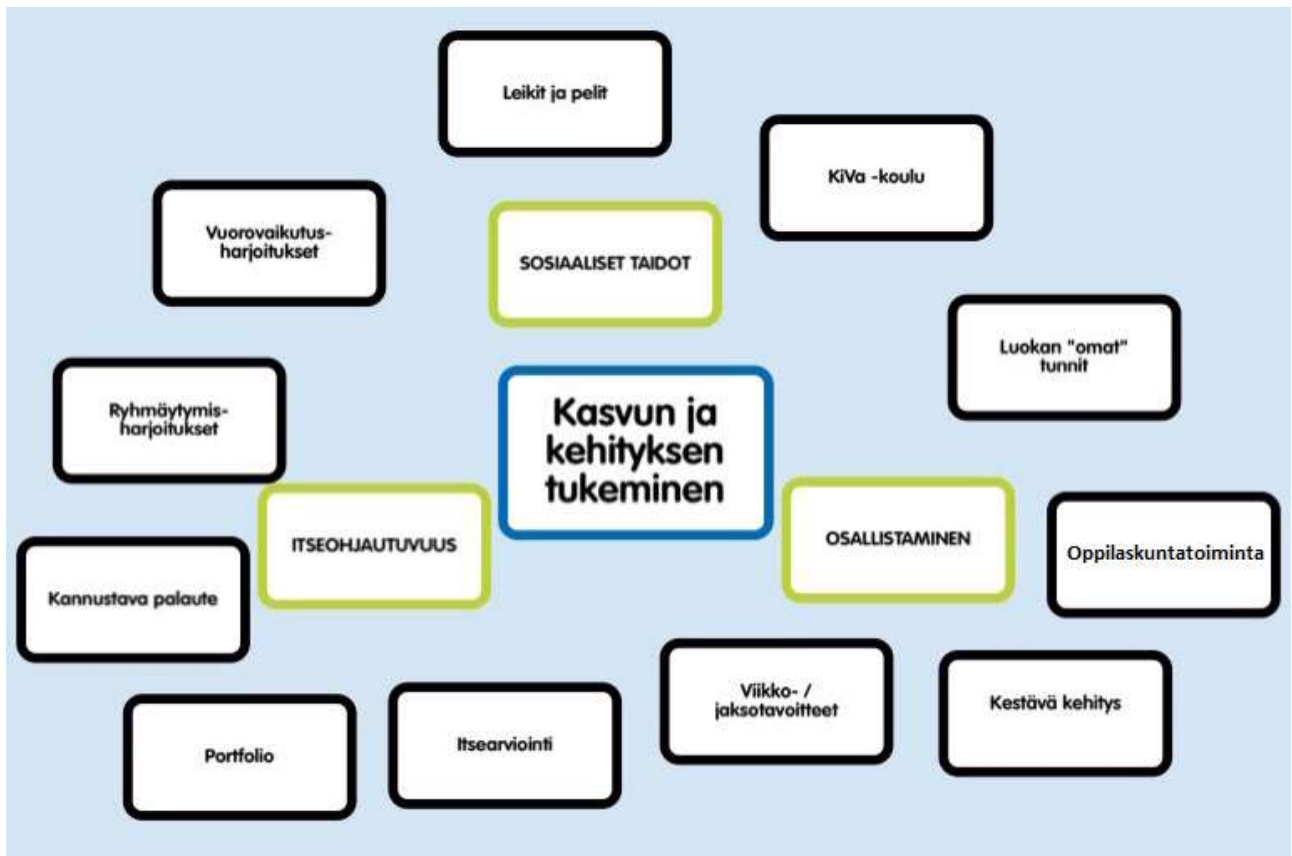 Leikit ja pelit
KiVa -koulu
Vuorovaikutus-
harjoitukset
SOSIAALISET TAIDOT
Luokan "omat"
tunnit
Ryhmäytymis-
harjoitukset
Kasvun ja
kehityksen
tukeminen
ITSEOHJAUTUVUUS
OSALLISTAMINEN
Oppilaskuntatoiminta
Kannustava palaute
Viikko- /
jaksotavoitteet
Kestävä kehitys
Portfolio
Itsearviointi